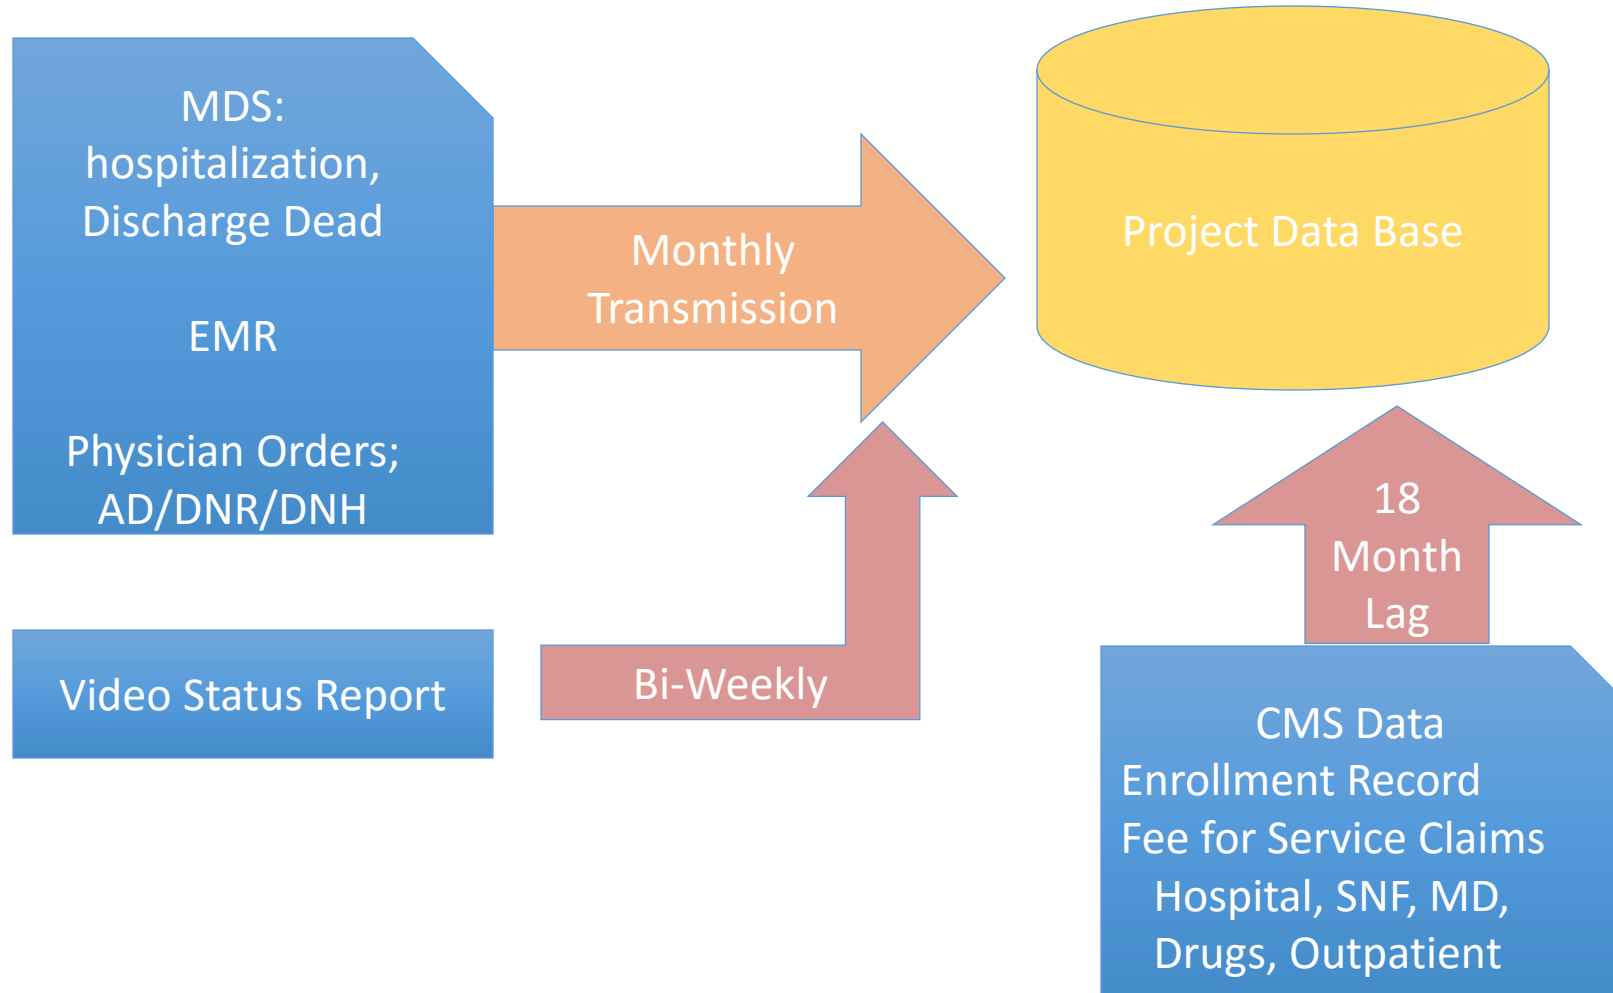 MDS:
hospitalization,
Discharge Dead
EMR
Physician Orders;
AD/DNR/DNH
Monthly
Transmission
Project Data Base
Video Status Report
Bi-Weekly
18
Month
Lag
CMS Data
Enrollment Record
Fee for Service Claims
Hospital, SNF, MD,
Drugs, Outpatient